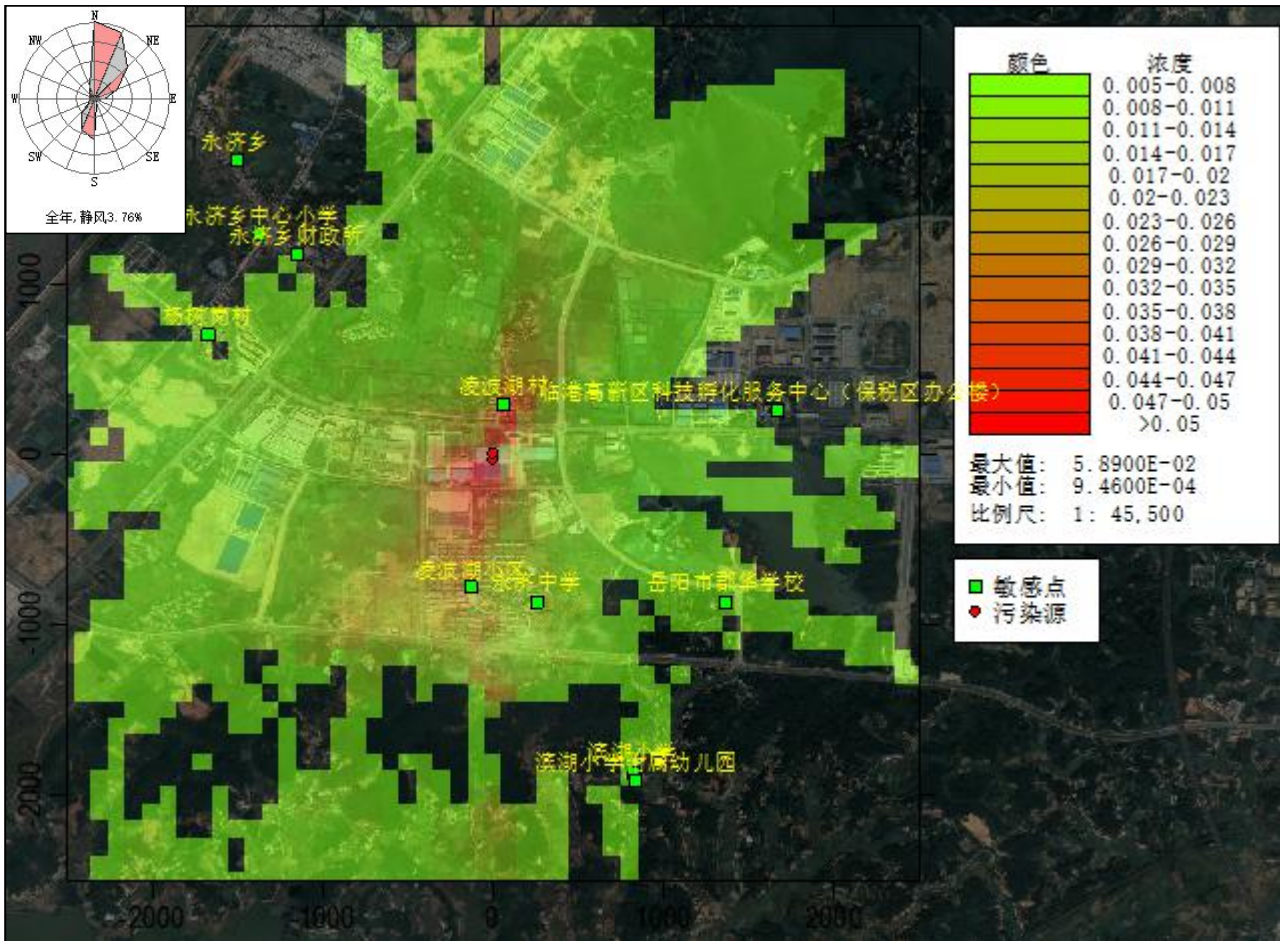 N
NW
NE
W
E
SW
SE
S
全年,静风3.76%
永济乡
永济乡中心小学
永济乡财政新
杨树岗村
凌波湖村
临港高新区科技孵化服务中心（保税区办公楼）
凌波湖小区
永济中学
岳阳市郡华学校
滨湖小学
滨湖小学附属幼儿园
1000
0
-1000
-2000
-2000
-1000
0
1000
2000
颜色 浓度
0.005-0.008
0.008-0.011
0.011-0.014
0.014-0.017
0.017-0.02
0.02-0.023
0.023-0.026
0.026-0.029
0.029-0.032
0.032-0.035
0.035-0.038
0.038-0.041
0.041-0.044
0.044-0.047
0.047-0.05
>0.05
最大值: 5.8900E-02
最小值: 9.4600E-04
比例尺: 1: 45,500
敏感点
污染源